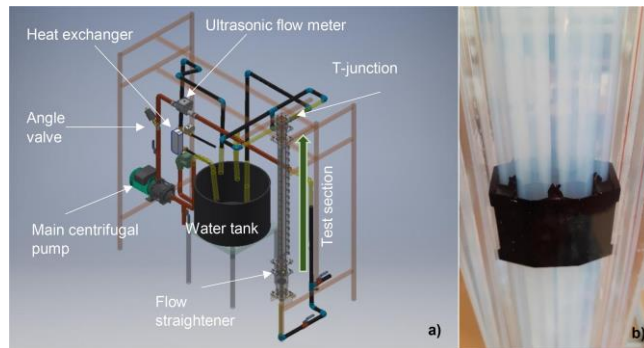 Ultrasonic flow meter
Heat exchanger
T-junction
Angle
valve
Main centrifugal
pump
Water tank
Test section
Flow
straightener
a)
b)